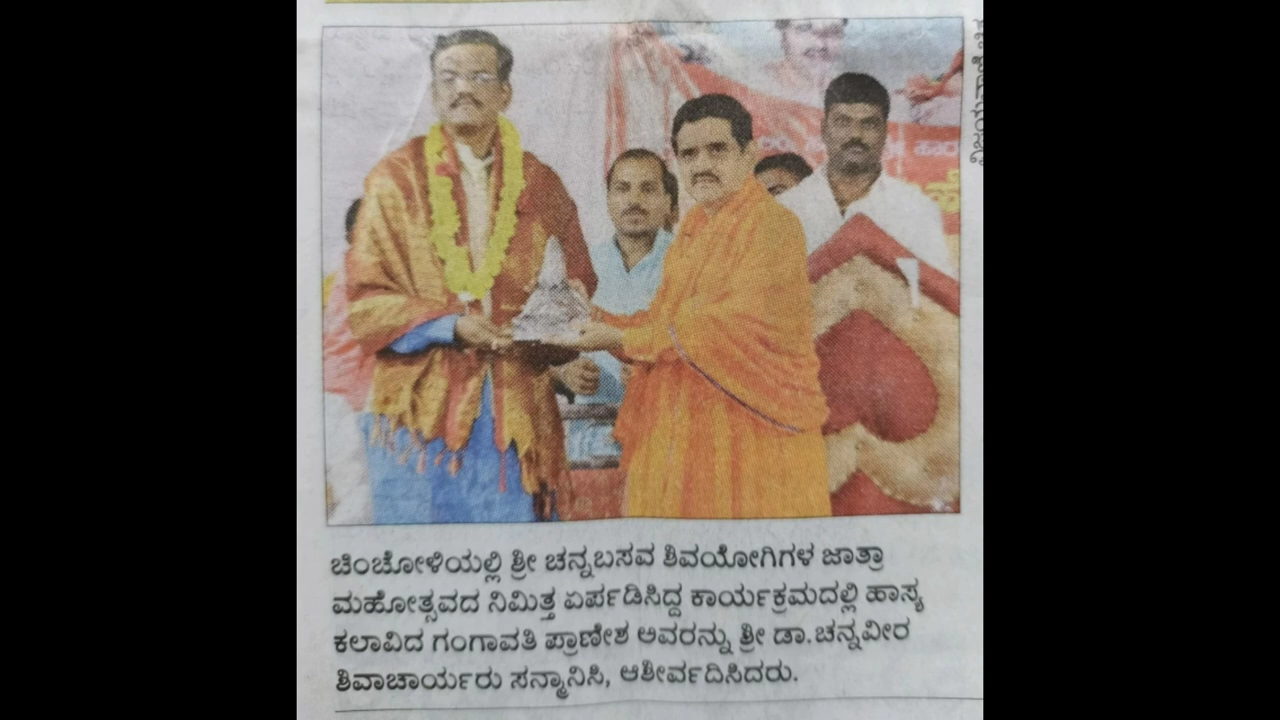 ವಿಜಯವಾಣಿ ಚಿತ್ರ
ಚಿಂಚೋಳಿಯಲ್ಲಿ ಶ್ರೀ ಚನ್ನಬಸವ ಶಿವಯೋಗಿಗಳ ಜಾತ್ರಾ
ಮಹೋತ್ಸವದ ನಿಮಿತ್ತ ಏರ್ಪಡಿಸಿದ್ದ ಕಾರ್ಯಕ್ರಮದಲ್ಲಿ ಹಾಸ್ಯ
ಕಲಾವಿದ ಗಂಗಾವತಿ ಪ್ರಾಣೇಶ ಅವರನ್ನು ಶ್ರೀ ಡಾ.ಚನ್ನವೀರ
ಶಿವಾಚಾರ್ಯರು ಸನ್ಮಾನಿಸಿ, ಆಶೀರ್ವದಿಸಿದರು.